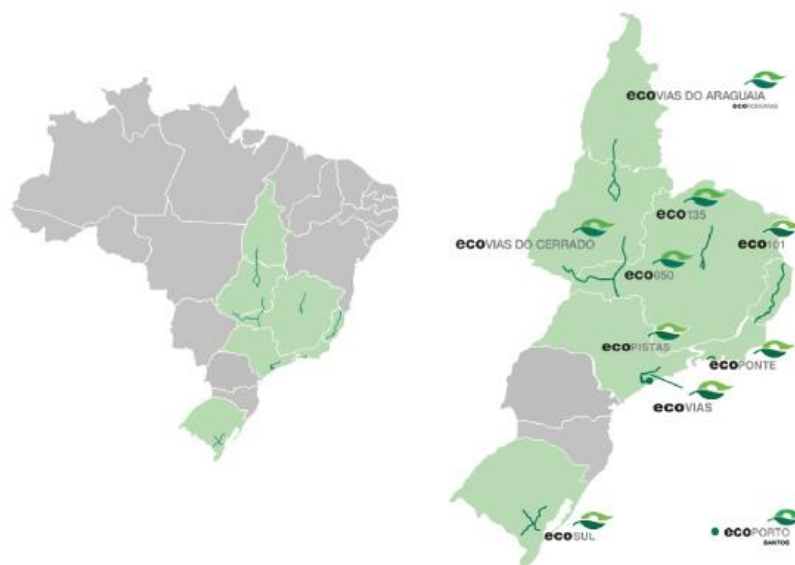 ecoVIAS DO ARAGUAIA
ecoRODOVIAS
eco135
ecoVIAS DO CERRADO
eco101
eco050
ecoPISTAS
ecoPONTE
ecoVIAS
ecoSUL
ecoPORTO
SANTOS